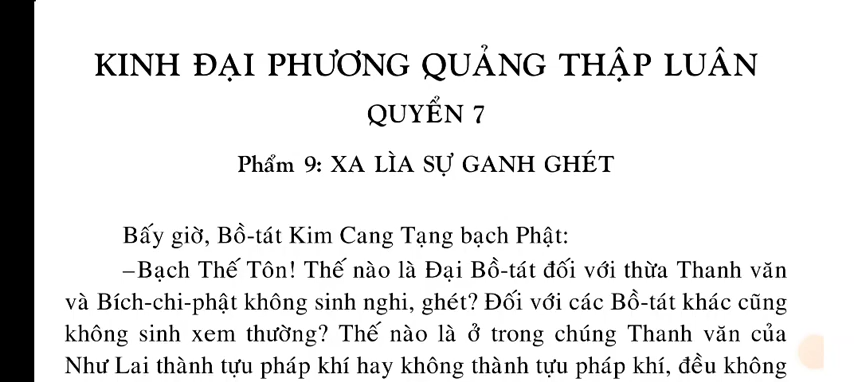 KINH ĐẠI PHƯƠNG QUẢNG THẬP LUÂN
QUYỂN 7
Phẩm 9: XA LÌA SỰ GANH GHÉT
Bấy giờ, Bồ-tát Kim Cang Tạng bạch Phật:
–Bạch Thế Tôn! Thế nào là Đại Bồ-tát đối với thừa Thanh văn
và Bích-chi-phật không sinh nghi, ghét? Đối với các Bồ-tát khác cũng
không sinh xem thường? Thế nào là ở trong chúng Thanh văn của
Như Lai thành tựu pháp khí hay không thành tựu pháp khí, đều không